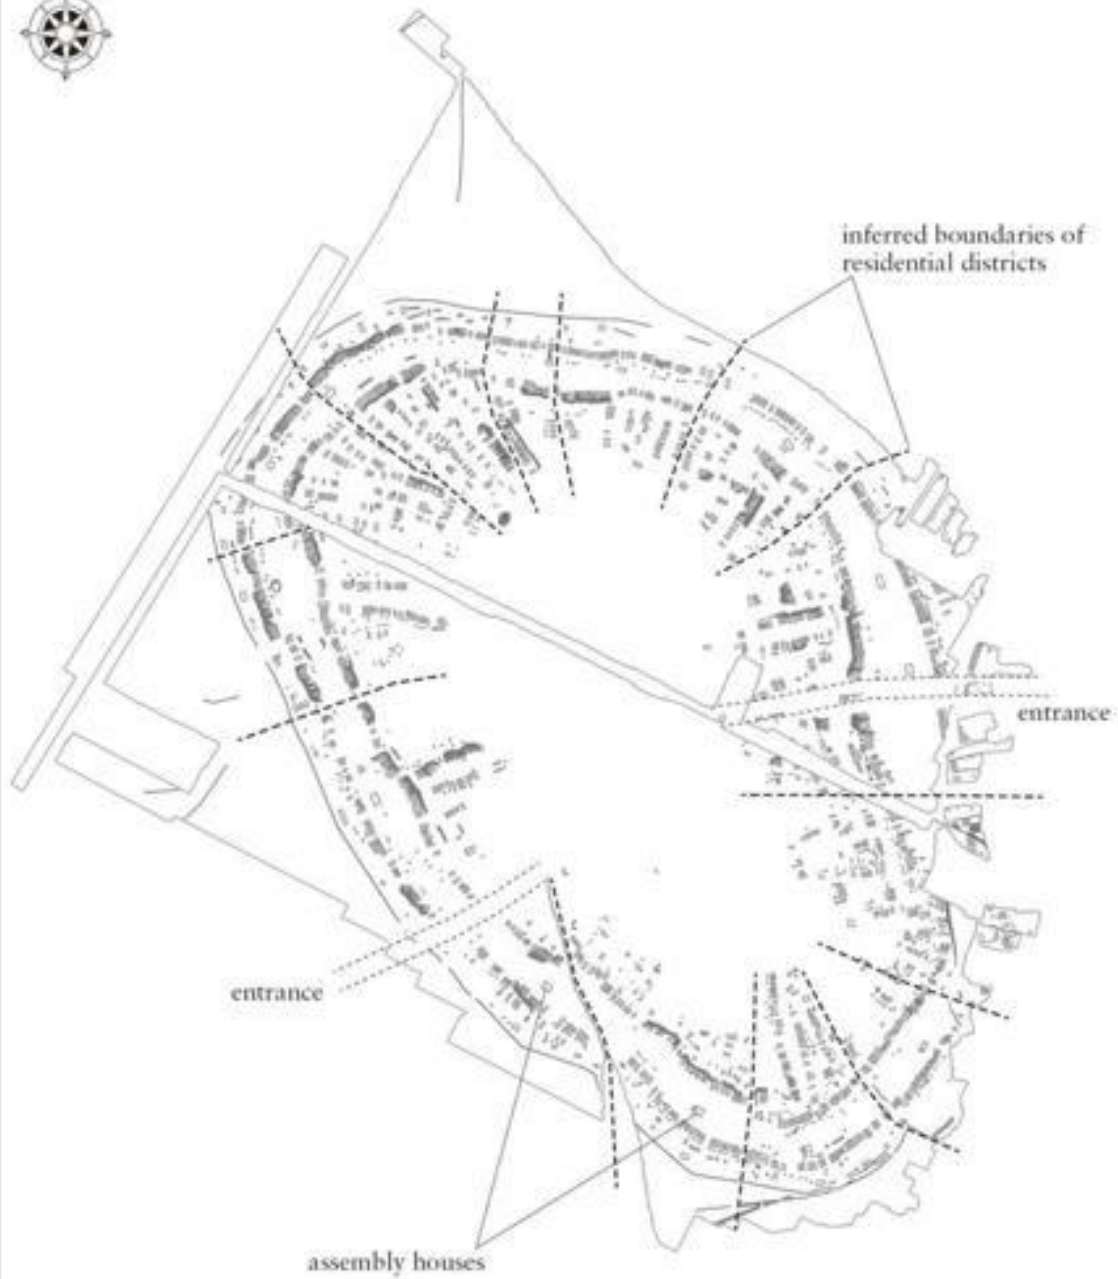 inferred boundaries of
residential districts
entrance
entrance
assembly houses